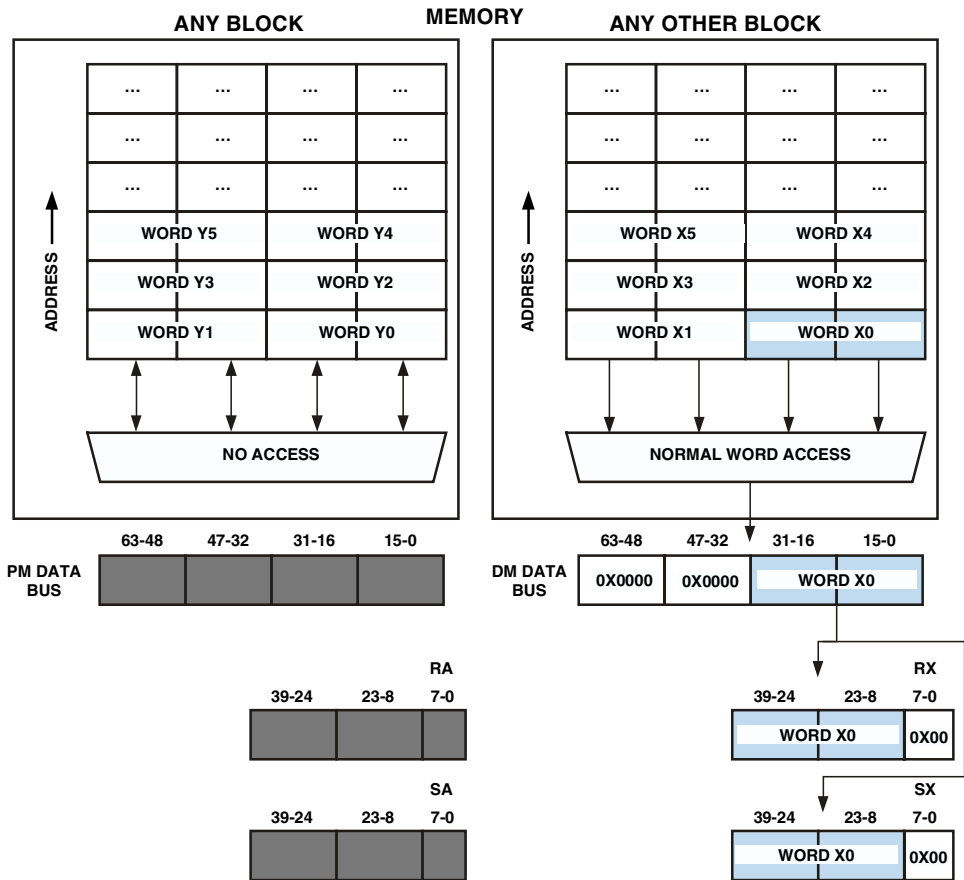 MEMORY
ANY BLOCK
ANY OTHER BLOCK
... ... ... ...
... ... ... ...
... ... ... ...
WORD Y5 WORD Y4
WORD Y3 WORD Y2
WORD Y1 WORD Y0
ADDRESS
NO ACCESS
... ... ... ...
... ... ... ...
... ... ... ...
WORD X5 WORD X4
WORD X3 WORD X2
WORD X1 WORD X0
ADDRESS
NORMAL WORD ACCESS
63-48 47-32 31-16 15-0
PM DATA
BUS
63-48 47-32 31-16 15-0
DM DATA
BUS
0X0000 0X0000 WORD X0
RA
39-24 23-8 7-0
RX
39-24 23-8 7-0
WORD X0 0X00
SA
39-24 23-8 7-0
SX
39-24 23-8 7-0
WORD X0 0X00